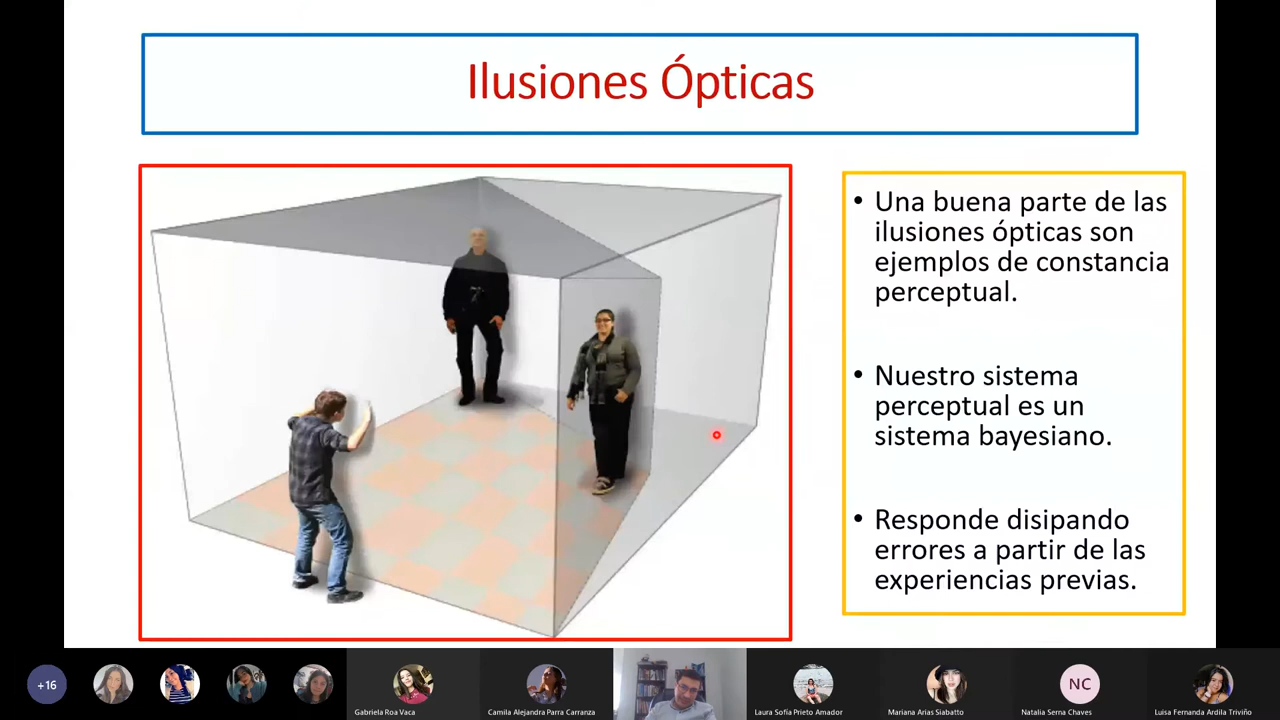 Ilusiones Ópticas
• Una buena parte de las
ilusiones ópticas son
ejemplos de constancia
perceptual.
• Nuestro sistema
perceptual es un
sistema bayesiano.
• Responde disipando
errores a partir de las
experiencias previas.
+16
Gabriela Roa Vaca
Camila Alejandra Parra Carranza
Laura Sofía Prieto Amador
Mariana Arias Siabatto
NC
Natalia Serna Chaves
Luisa Fernanda Ardila Triviño